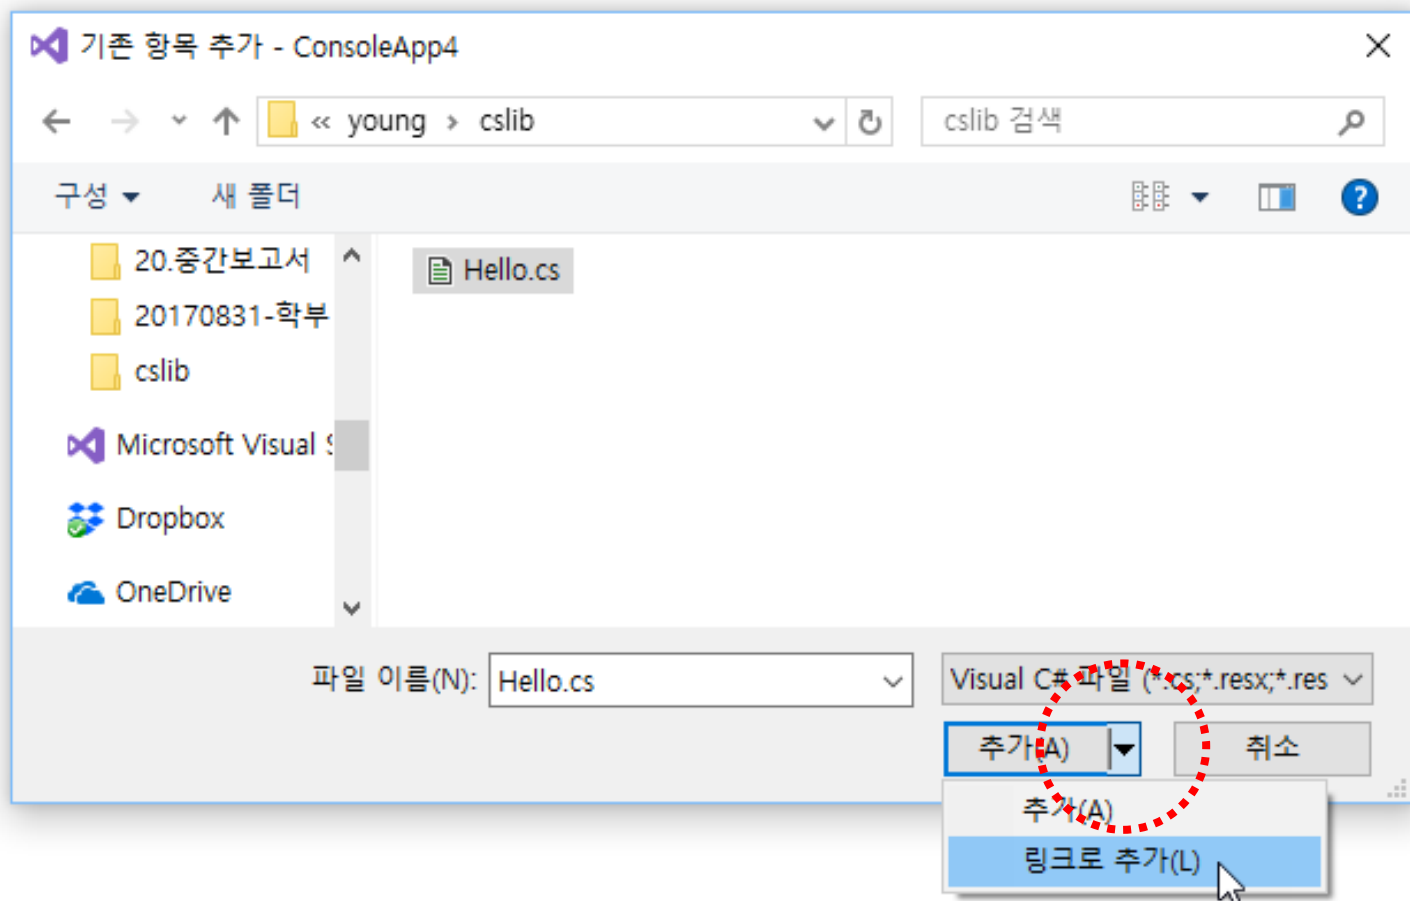 기존 항목 추가 - ConsoleApp4
« young › cslib
cslib 검색
구성
새 폴더
20.중간보고서
20170831-학부
cslib
Microsoft Visual S
Dropbox
OneDrive
Hello.cs
파일 이름(N):
Hello.cs
Visual C# 파일 (*.cs;*.resx;*.res
추가(A)
취소
추가(A)
링크로 추가(L)